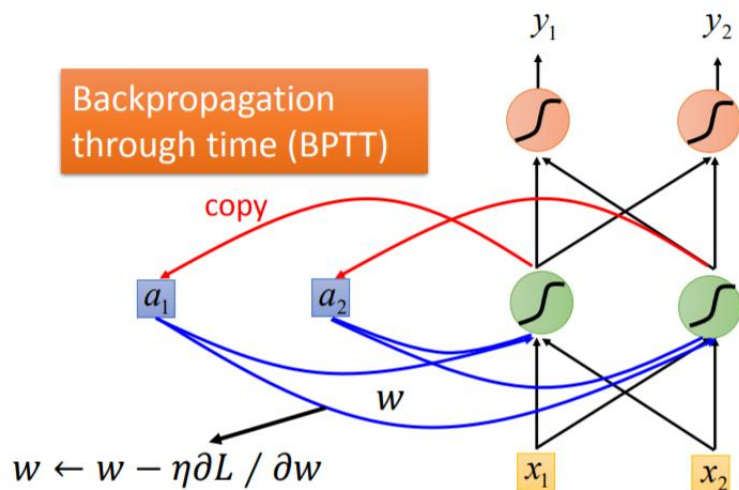 y₁ y₂
Backpropagation
through time (BPTT)
copy
a₁ a₂
w
w ← w − η∂L / ∂w
x₁ x₂